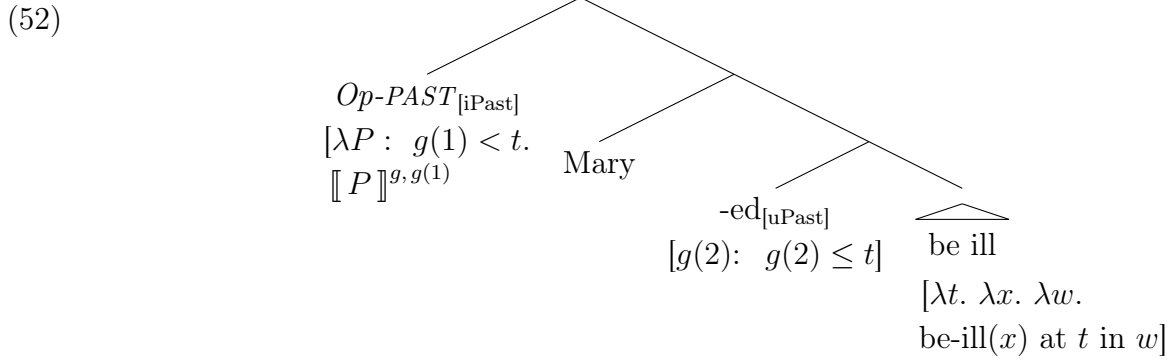 (52)
Op-PAST[iPast]
[λP : g(1) < t.
⟦ P ⟧^{g, g(1)}
Mary
-ed[uPast]
[g(2): g(2) ≤ t]
be ill
[λt. λx. λw.
be-ill(x) at t in w]